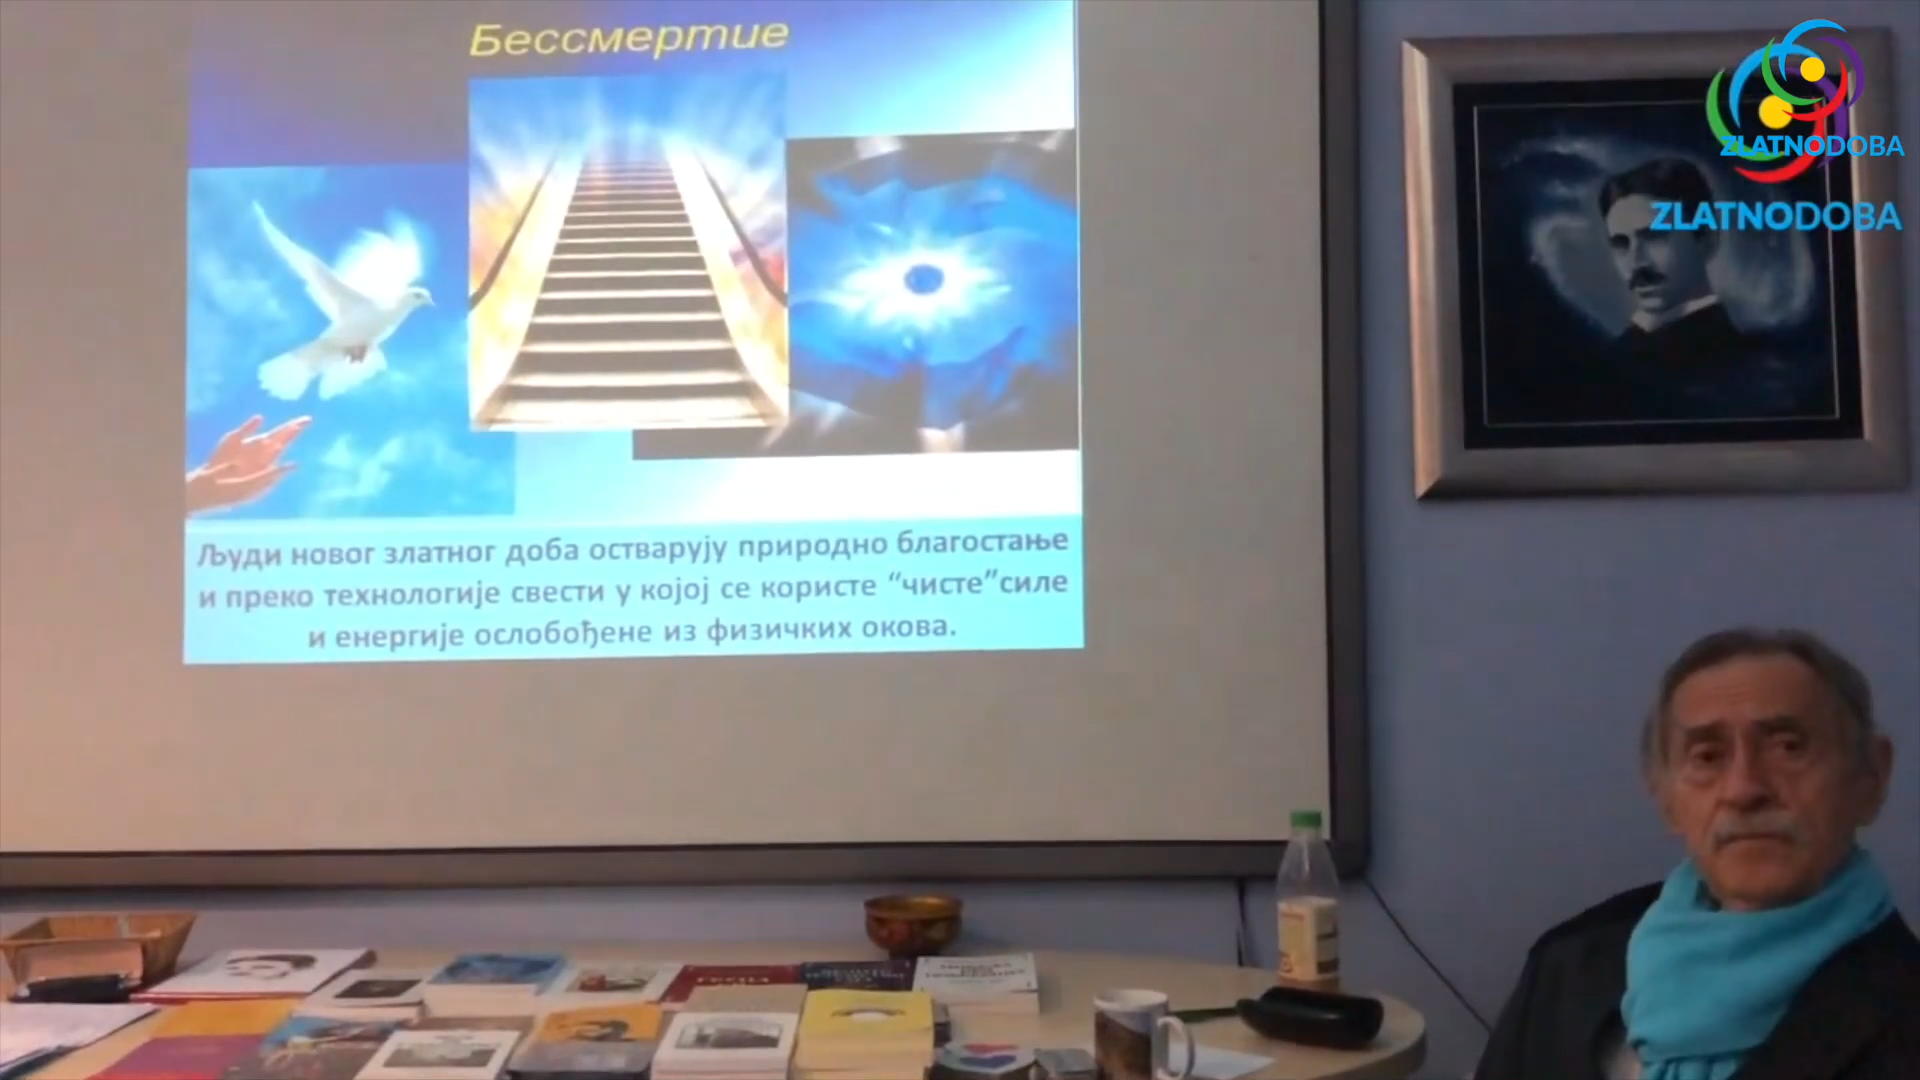 Бессмертие
ZLATNODOBA
ZLATNODOBA
Људи новог златног доба остварују природно благостање
и преко технологије свести у којој се користе “чисте”силе
и енергије ослобођене из физичких окова.